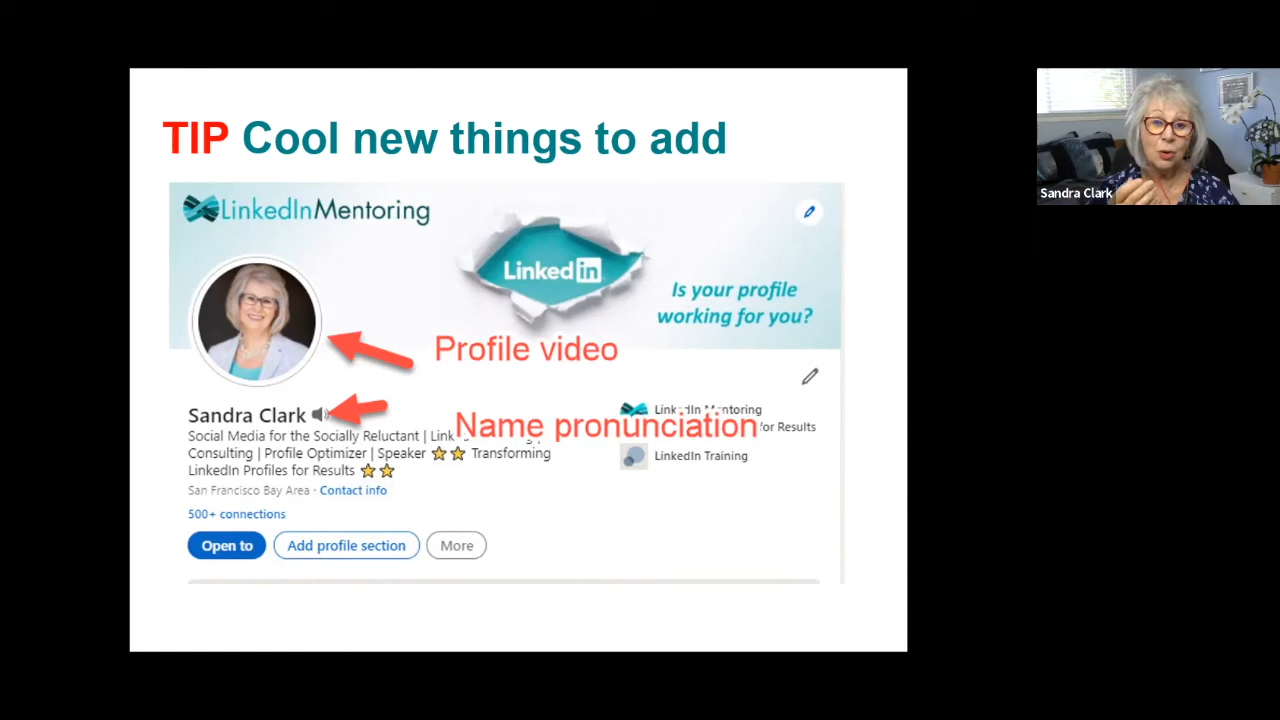 TIP Cool new things to add
LinkedInMentoring
Linkedin
Is your profile
working for you?
Profile video
Sandra Clark
Name pronunciation
Social Media for the Socially Reluctant |
Consulting | Profile Optimizer | Speaker ⭐⭐ Transforming
LinkedIn Profiles for Results ⭐⭐
San Francisco Bay Area · Contact info
500+ connections
LinkedIn Mentoring
for Results
LinkedIn Training
Open to
Add profile section
More
Sandra Clark